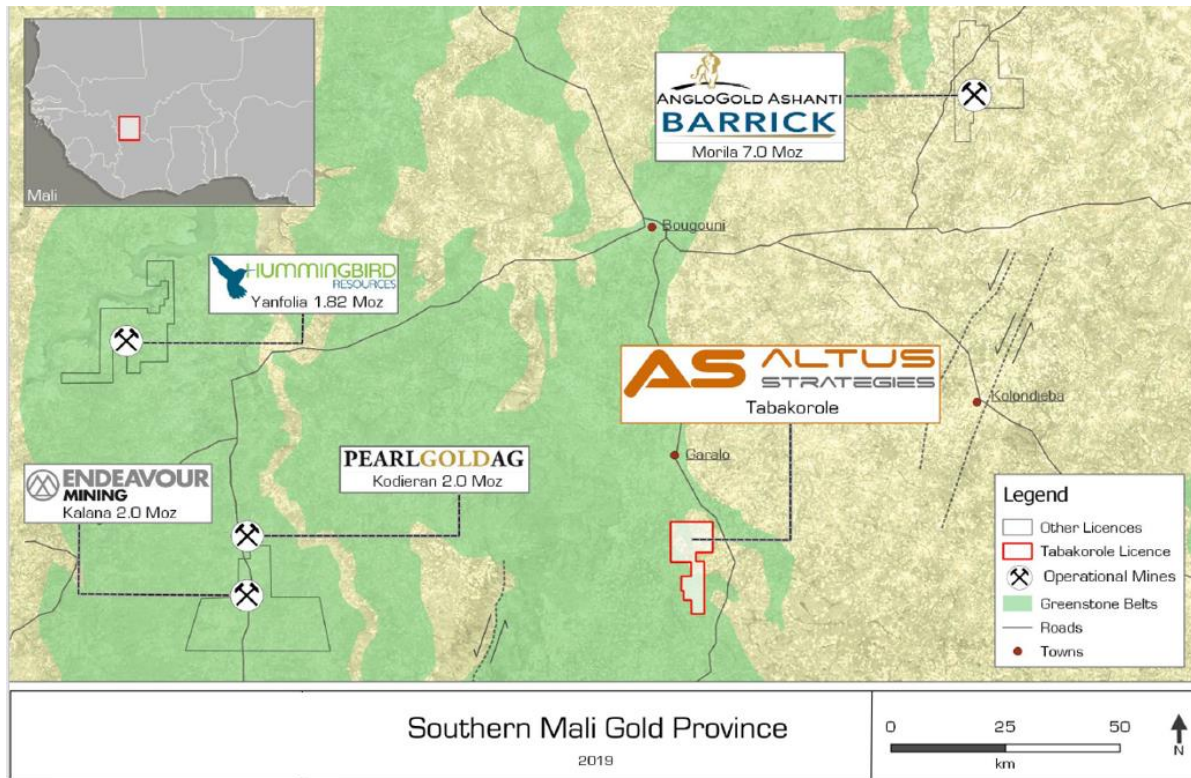 Mali
ANGLOGOLD ASHANTI
BARRICK
Morila 7.0 Moz
Bougouni
HUMMINGBIRD
RESOURCES
Yanfolia 1.82 Moz
AS ALTUS
STRATEGIES
Tabakorole
Kolondieba
Garalo
PEARLGOLDAG
Kodieran 2.0 Moz
ENDEAVOUR
MINING
Kalana 2.0 Moz
Legend
Other Licences
Tabakorole Licence
Operational Mines
Greenstone Belts
Roads
Towns
Southern Mali Gold Province
2019
0 25 50
km
N